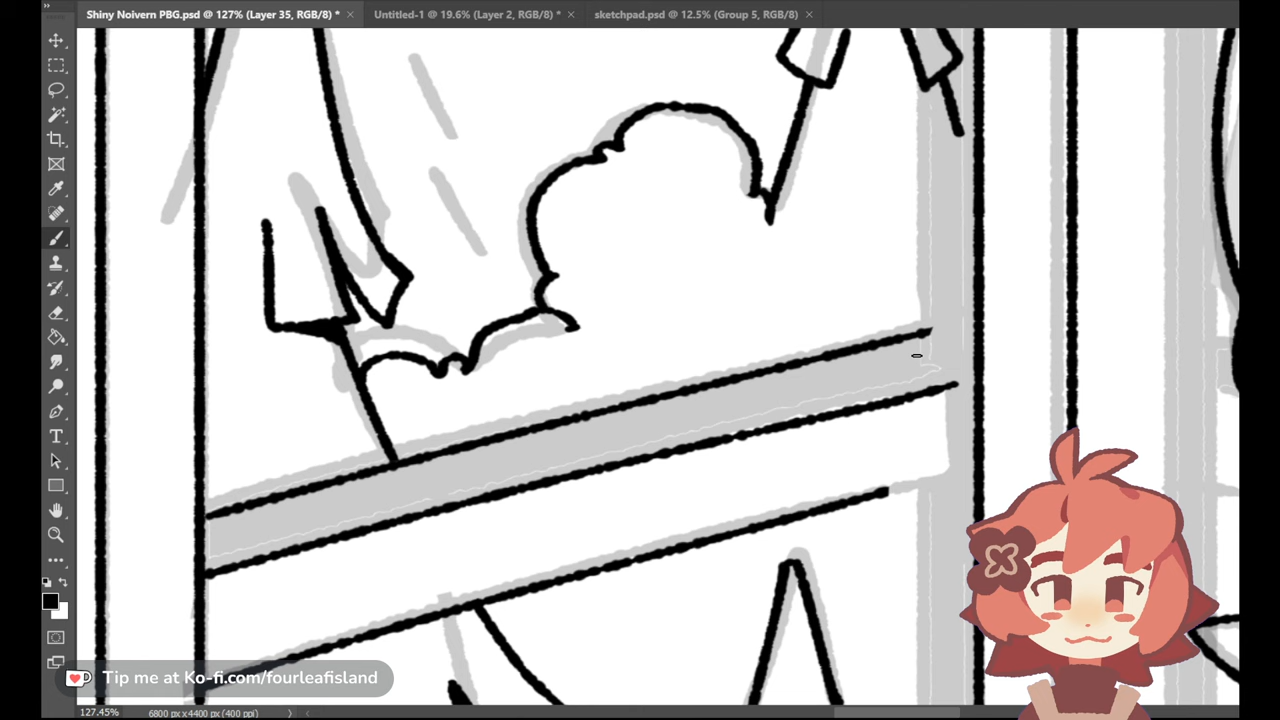 Shiny Noivern PBG.psd @ 127% (Layer 35, RGB/8) *
Untitled-1 @ 19.6% (Layer 2, RGB/8) *
sketchpad.psd @ 12.5% (Group 5, RGB/8)
Tip me at Ko-fi.com/fourleafisland
127.45%
6800 px x 4400 px (400 ppi)